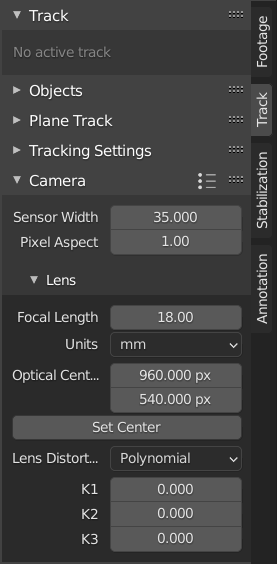 Track
No active track
Objects
Plane Track
Tracking Settings
Camera
Sensor Width 35.000
Pixel Aspect 1.00
Lens
Focal Length 18.00
Units mm
Optical Cent... 960.000 px
540.000 px
Set Center
Lens Distort... Polynomial
K1 0.000
K2 0.000
K3 0.000
Footage
Track
Stabilization
Annotation